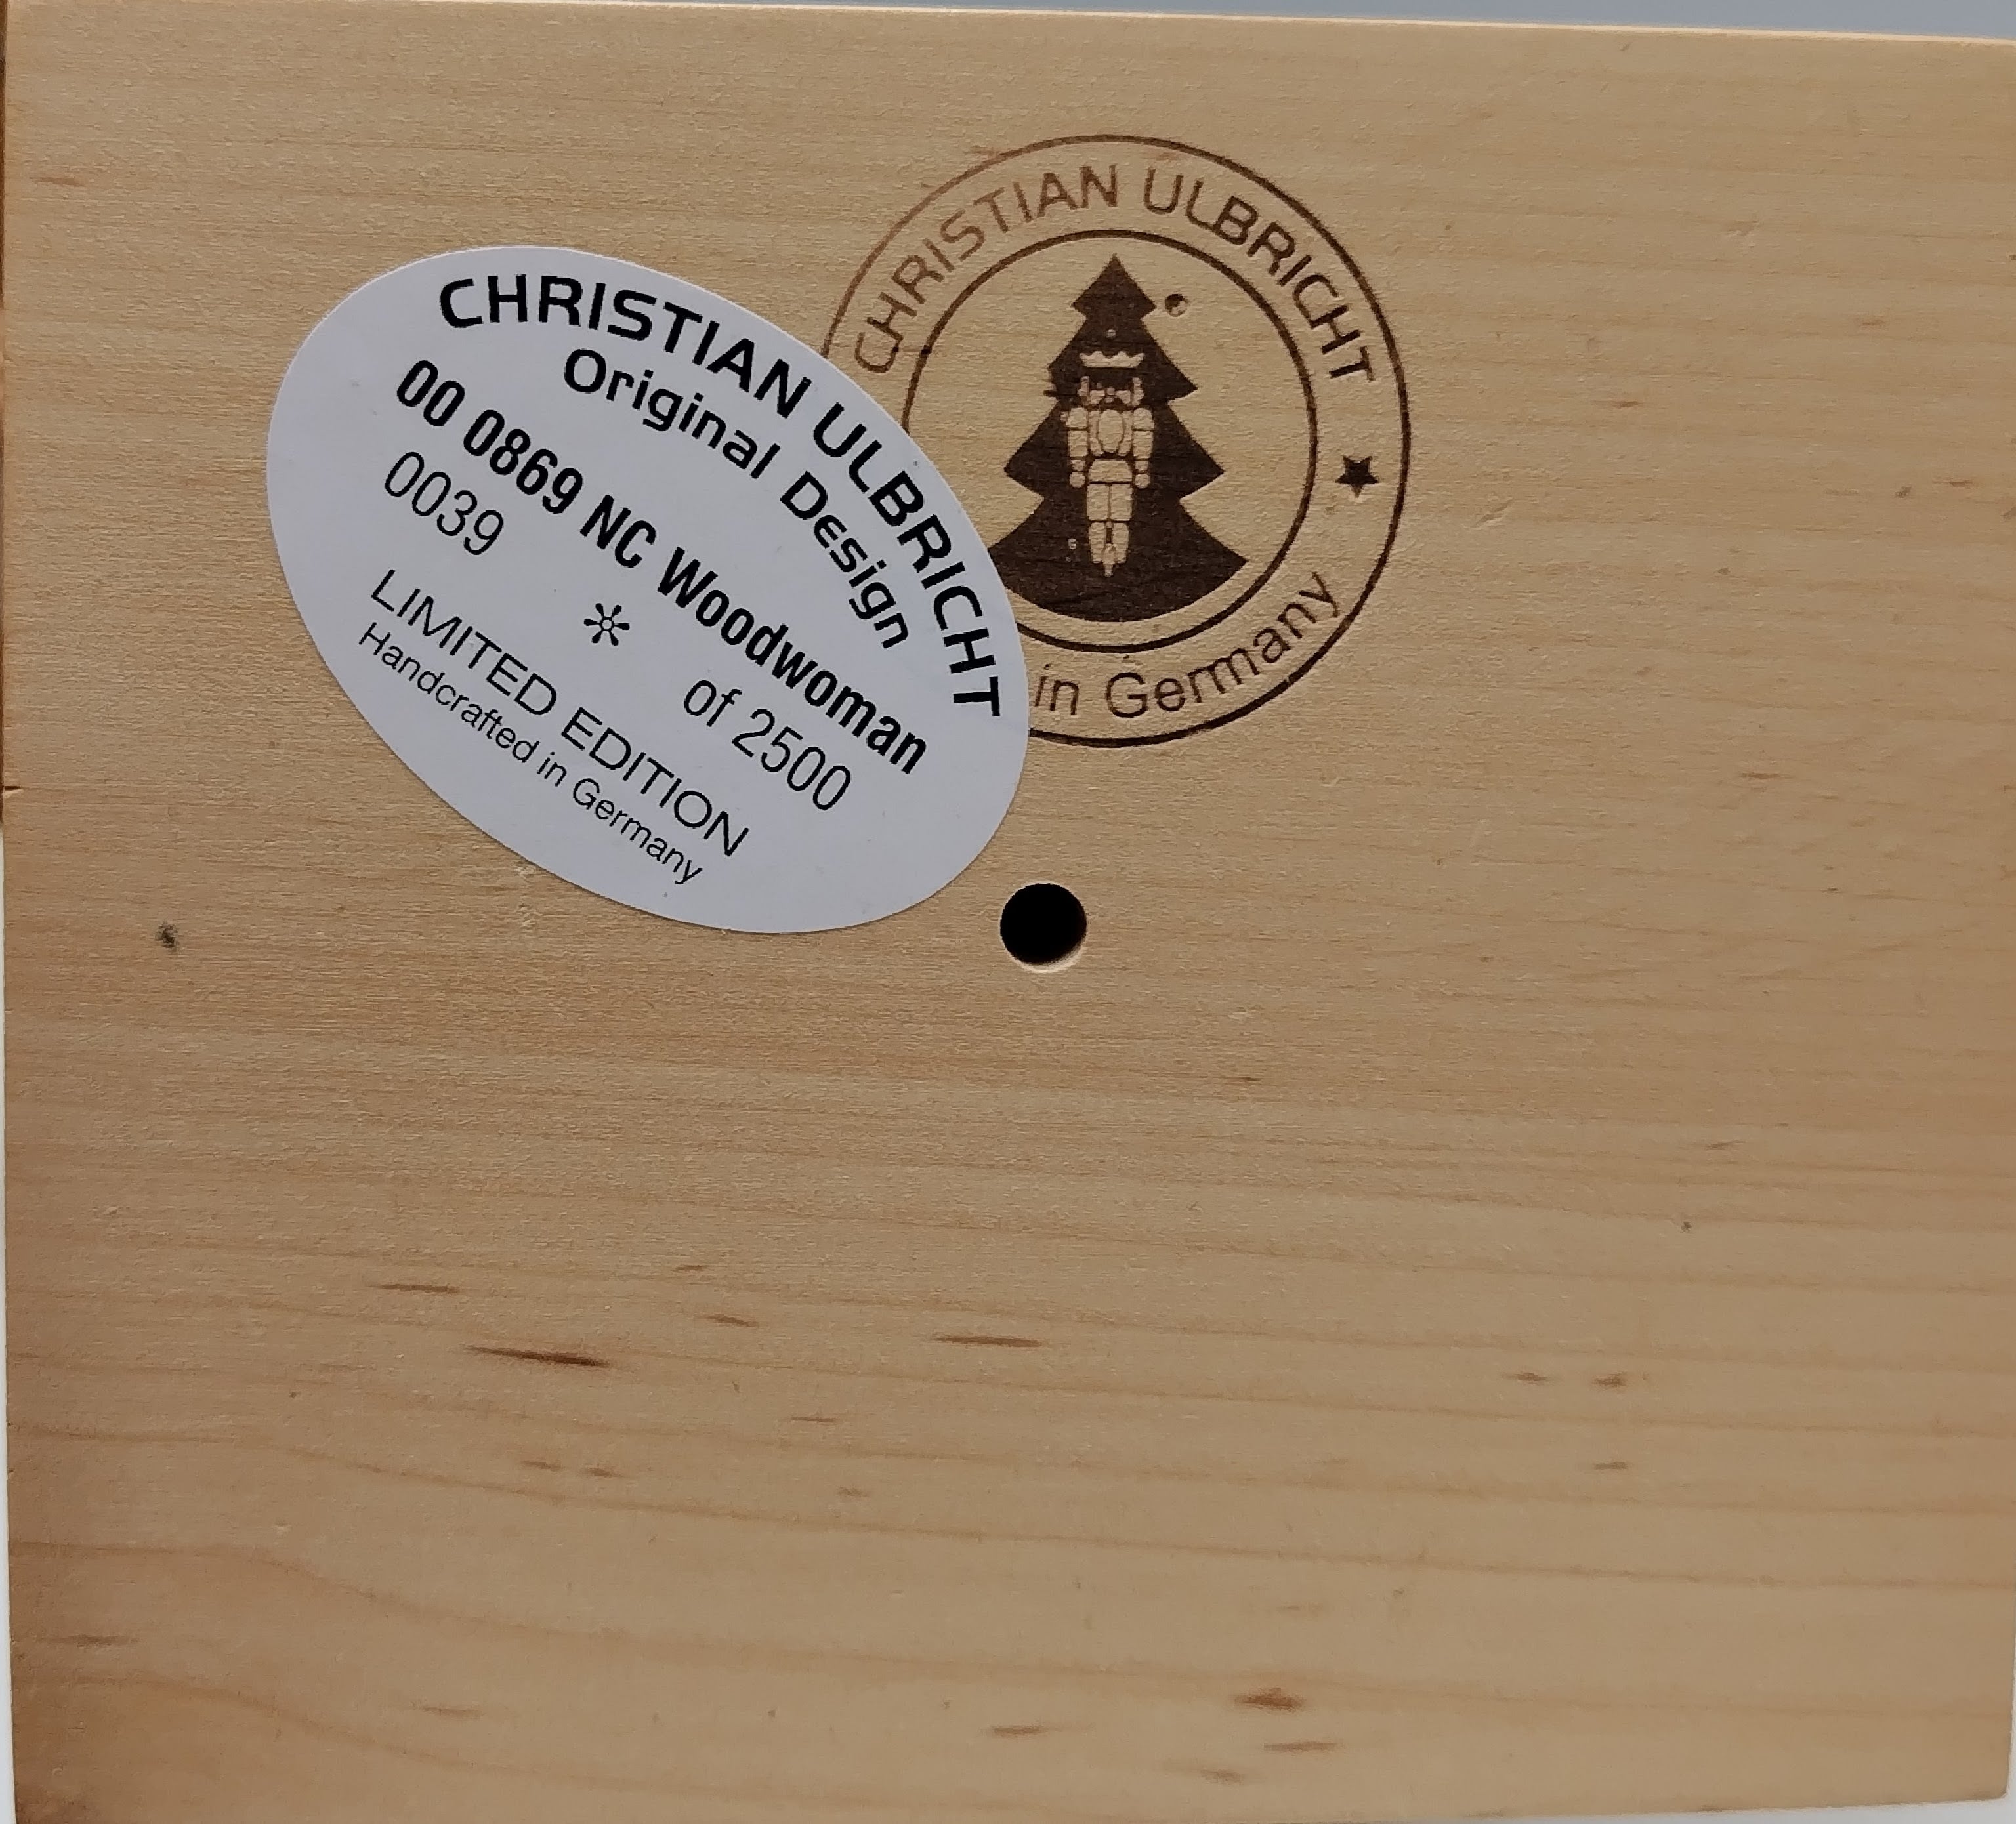 CHRISTIAN ULBRICHT
Original Design
00 0869 NC Woodwoman
0039 * of 2500
LIMITED EDITION
Handcrafted in Germany
CHRISTIAN ULBRICHT
in Germany